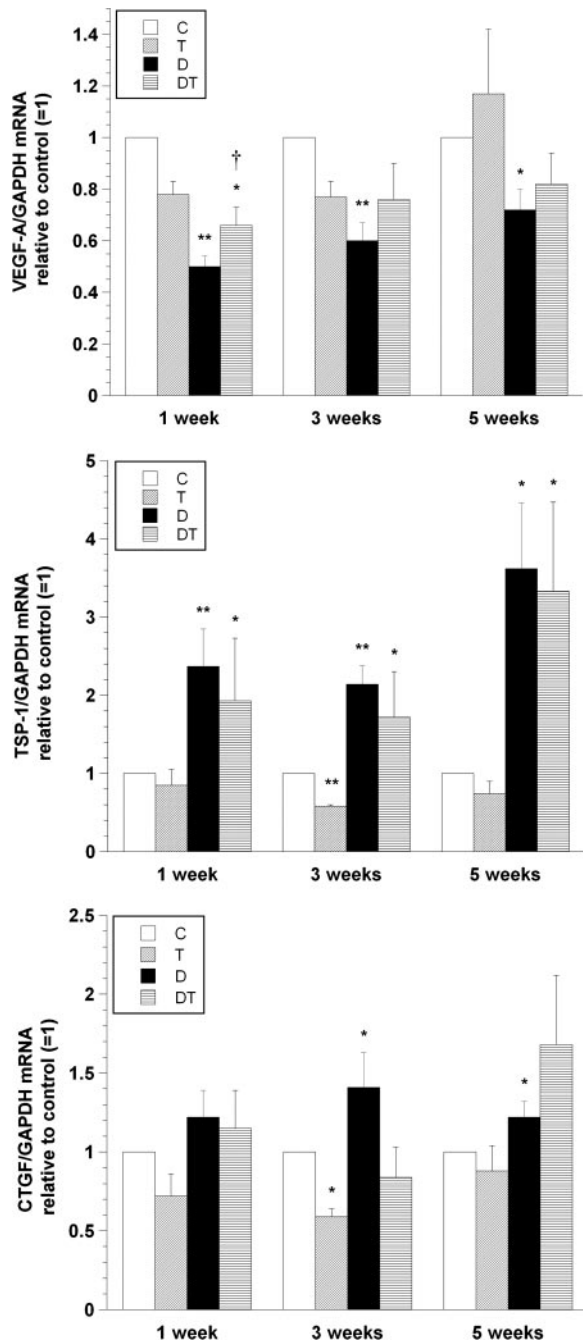 C
T
D
DT
VEGF-A/GAPDH mRNA
relative to control (=1)
1.4
1.2
1
0.8
0.6
0.4
0.2
0
**
†
*
**
*
1 week
3 weeks
5 weeks
C
T
D
DT
TSP-1/GAPDH mRNA
relative to control (=1)
5
4
3
2
1
0
**
*
**
**
*
*
*
1 week
3 weeks
5 weeks
C
T
D
DT
CTGF/GAPDH mRNA
relative to control (=1)
2.5
2
1.5
1
0.5
0
*
*
*
1 week
3 weeks
5 weeks